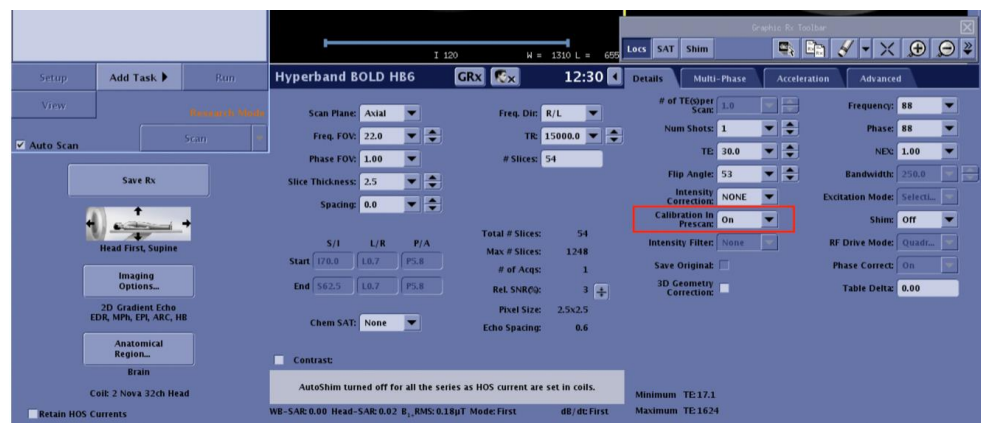 Graphic Rx Toolbar
I 120 W = 1310 L = 655
Locs SAT Shim
Setup Add Task Run
Hyperband BOLD HB6 GRx 12:30
Details Multi-Phase Acceleration Advanced
View Research Mode
Scan
Auto Scan
Save Rx
Head First, Supine
Imaging
Options...
2D Gradient Echo
EDR, MPh, EPI, ARC, HB
Anatomical
Region...
Brain
Coil: 2 Nova 32ch Head
Retain HOS Currents
Scan Plane: Axial
Freq. FOV: 22.0
Phase FOV: 1.00
Slice Thickness: 2.5
Spacing: 0.0
Freq. Dir: R/L
TR: 15000.0
# Slices: 54
S/I L/R P/A
Start I70.0 L0.7 P5.8
End S62.5 L0.7 P5.8
Chem SAT: None
Total # Slices: 54
Max # Slices: 1248
# of Acqs: 1
Rel. SNR(%): 3
Pixel Size: 2.5x2.5
Echo Spacing: 0.6
Contrast:
AutoShim turned off for all the series as HOS current are set in coils.
WB-SAR: 0.00 Head-SAR: 0.02 B1+RMS: 0.18µT Mode: First dB/dt: First
# of TE(s) per
Scan: 1.0
Num Shots: 1
TE: 30.0
Flip Angle: 53
Intensity
Correction: NONE
Calibration In
Prescan: On
Intensity Filter: None
Save Original:
3D Geometry
Correction:
Frequency: 88
Phase: 88
NEX: 1.00
Bandwidth: 250.0
Excitation Mode: Selecti...
Shim: Off
RF Drive Mode: Quadr...
Phase Correct: On
Table Delta: 0.00
Minimum TE: 17.1
Maximum TE: 1624